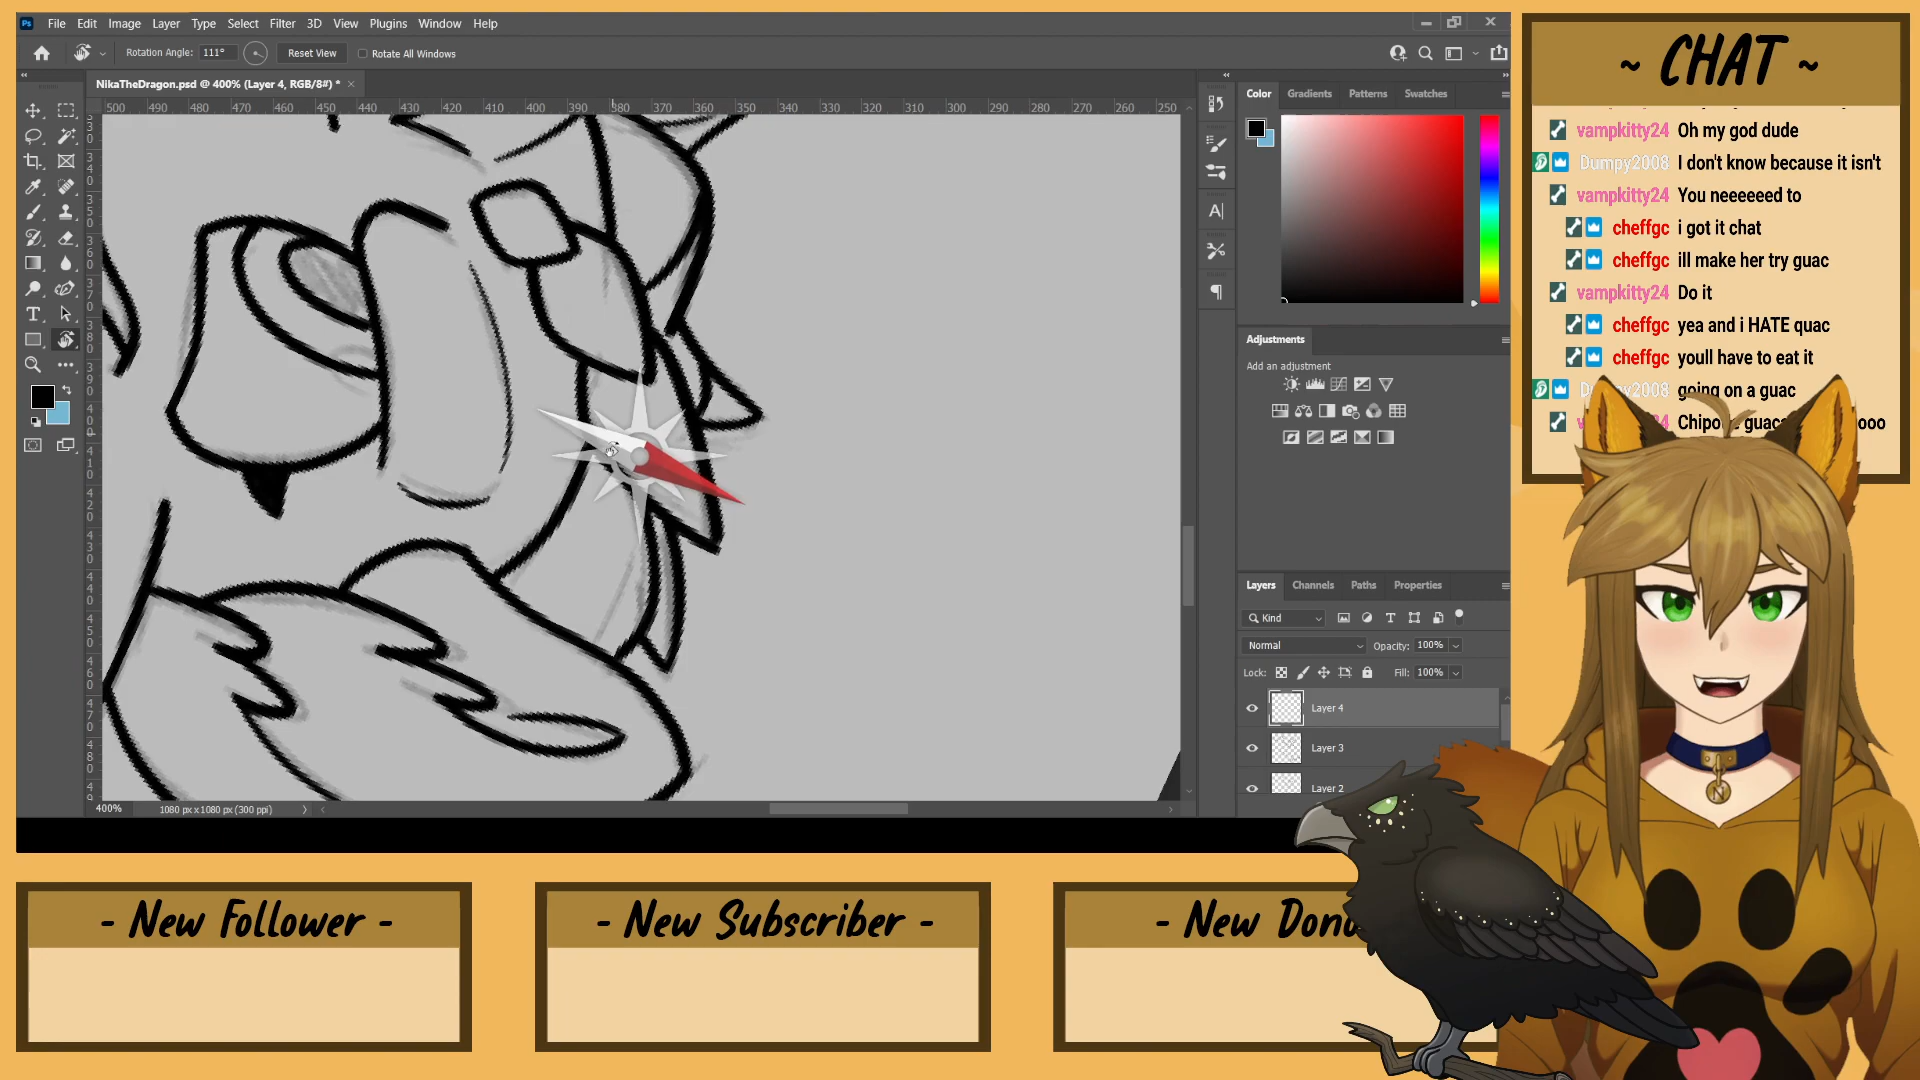 File Edit Image Layer Type Select Filter 3D View Plugins Window Help
Rotation Angle: 111° Reset View Rotate All Windows
NikaTheDragon.psd @ 400% (Layer 4, RGB/8#) *
500 490 480 470 460 450 440 430 420 410 400 390 380 370 360 350 340 330 320 310 300 290 280 270 260 250
Color Gradients Patterns Swatches
Adjustments
Add an adjustment
Layers Channels Paths Properties
Kind
Normal Opacity: 100%
Lock: Fill: 100%
Layer 4
Layer 3
Layer 2
400% 1080 px x 1080 px (300 ppi)
~ CHAT ~
vampkitty24 Oh my god dude
Dumpy2008 I don't know because it isn't
vampkitty24 You neeeeeed to
cheffgc i got it chat
cheffgc ill make her try guac
vampkitty24 Do it
cheffgc yea and i HATE quac
cheffgc youll have to eat it
going on a guac
- New Follower -
- New Subscriber -
- New
N